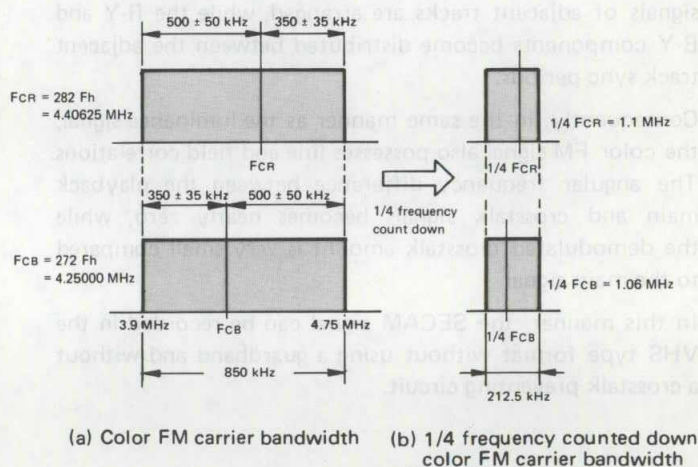 signals of adjacent tracks are arranged, while the R-Y and
B-Y components become distributed between the adjacent
track sync periods.
the same manner as the luminance signal,
the color FM signal also possesses line and field correlations.
The angular frequency difference between the playback
main and crosstalk signals becomes nearly zero, while
the demodulated crosstalk amount is very small compared
to the main signal.
In this manner, the SECAM signal can be recorded in the
VHS type format without using a guardband and without
a crosstalk preventing circuit.
500 ± 50 kHz
350 ± 35 kHz
FCR = 282 Fh
= 4.40625 MHz
FCR
350 ± 35 kHz
500 ± 50 kHz
FCB = 272 Fh
= 4.25000 MHz
3.9 MHz
FCB
4.75 MHz
850 kHz
(a) Color FM carrier bandwidth
1/4 frequency
count down
1/4 FCR = 1.1 MHz
1/4 FCR
1/4 FCB = 1.06 MHz
1/4 FCB
212.5 kHz
(b) 1/4 frequency counted down
color FM carrier bandwidth